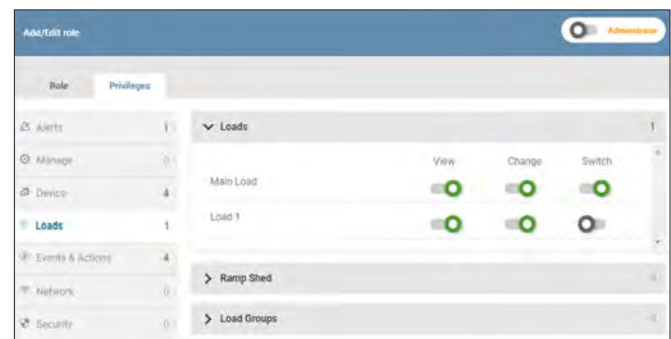 Add/Edit role
Administrator
Role Privileges
Alerts 1
Manage 0
Device 4
Loads 1
Events & Actions 4
Network 0
Security 0
Loads 1
View Change Switch
Main Load
Load 1
Ramp Shed
Load Groups